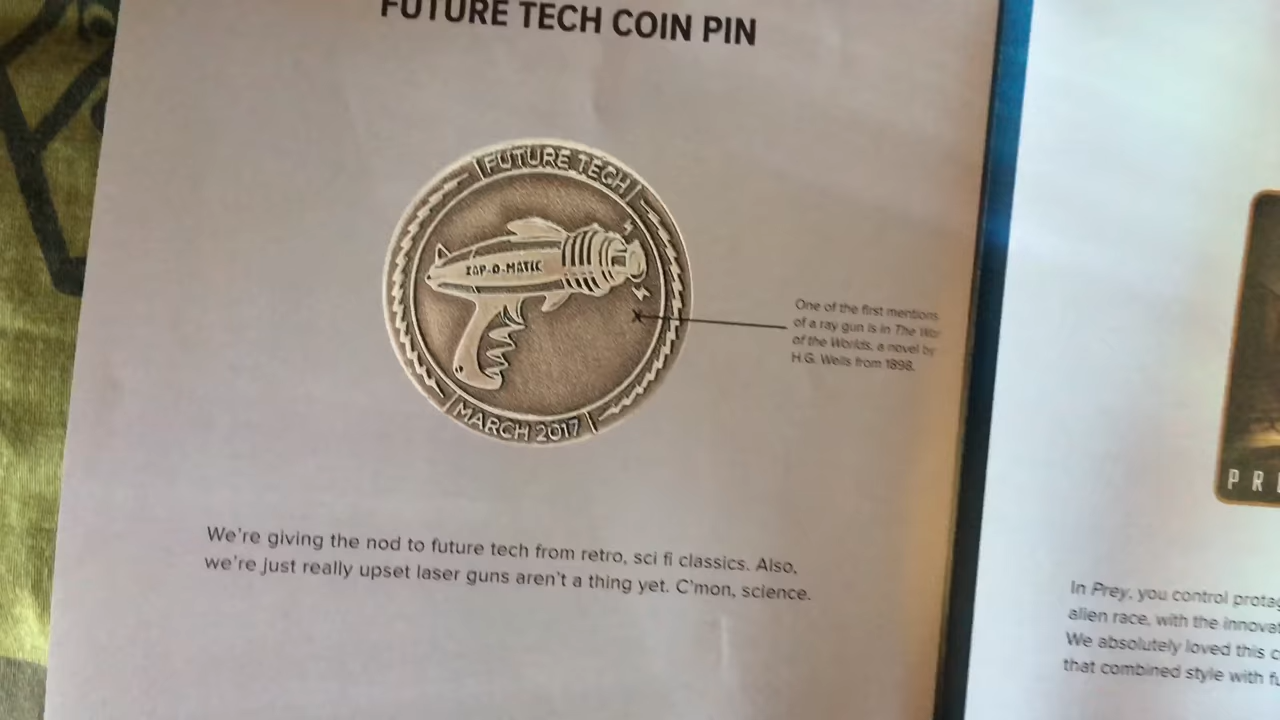 FUTURE TECH COIN PIN
FUTURE TECH
ZAP-O-MATIC
MARCH 2017
One of the first mentions
of a ray gun is in The War
of the Worlds, a novel by
H.G. Wells from 1898.
We're giving the nod to future tech from retro, sci fi classics. Also,
we're just really upset laser guns aren't a thing yet. C'mon, science.
In Prey, you control
alien race, with the
We absolutely loved this
that combined style with